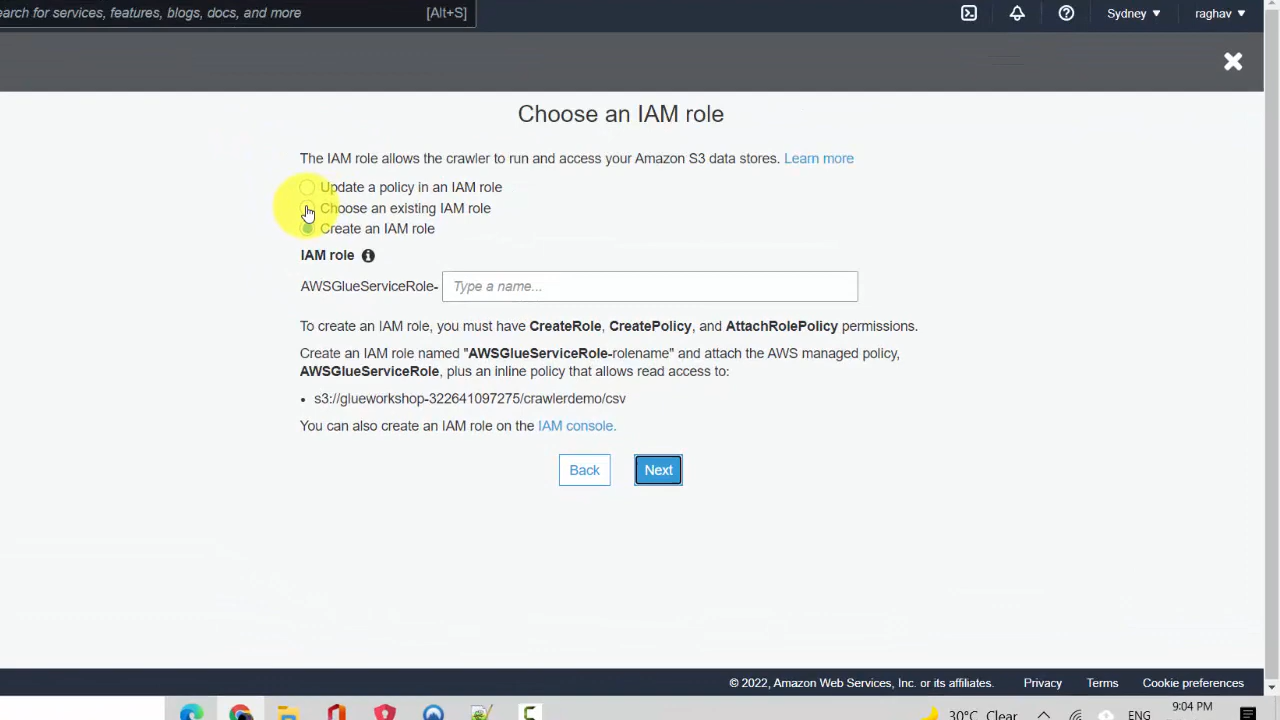 earch for services, features, blogs, docs, and more [Alt+S] Sydney raghav
Choose an IAM role
The IAM role allows the crawler to run and access your Amazon S3 data stores. Learn more
Update a policy in an IAM role
Choose an existing IAM role
Create an IAM role
IAM role
AWSGlueServiceRole- Type a name...
To create an IAM role, you must have CreateRole, CreatePolicy, and AttachRolePolicy permissions.
Create an IAM role named "AWSGlueServiceRole-rolename" and attach the AWS managed policy,
AWSGlueServiceRole, plus an inline policy that allows read access to:
• s3://glueworkshop-322641097275/crawlerdemo/csv
You can also create an IAM role on the IAM console.
Back Next
© 2022, Amazon Web Services, Inc. or its affiliates. Privacy Terms Cookie preferences
30°C Clear ENG 9:04 PM